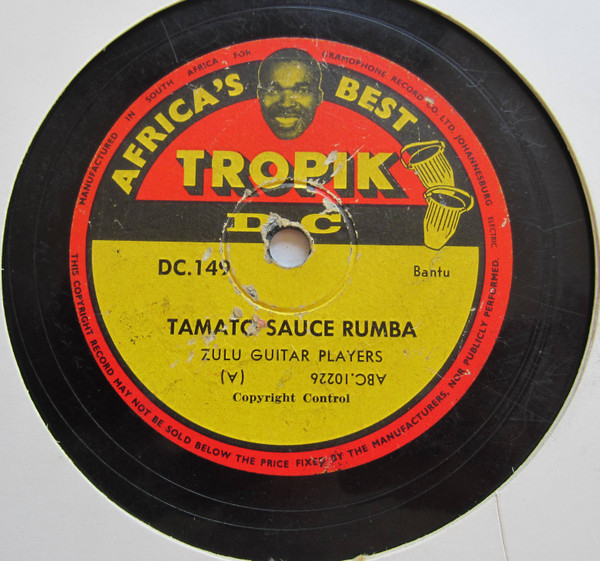 MANUFACTURED IN SOUTH AFRICA FOR GRAMOPHONE RECORD CO. LTD. JOHANNESBURG
ELECTRIC
AFRICA'S BEST
TROPIK
DC
DC.149
Bantu
TAMATO SAUCE RUMBA
ZULU GUITAR PLAYERS
ABC.10226 (A)
Copyright Control
THIS COPYRIGHT RECORD MAY NOT BE SOLD BELOW THE PRICE FIXED BY THE MANUFACTURERS, NOR PUBLICLY PERFORMED.